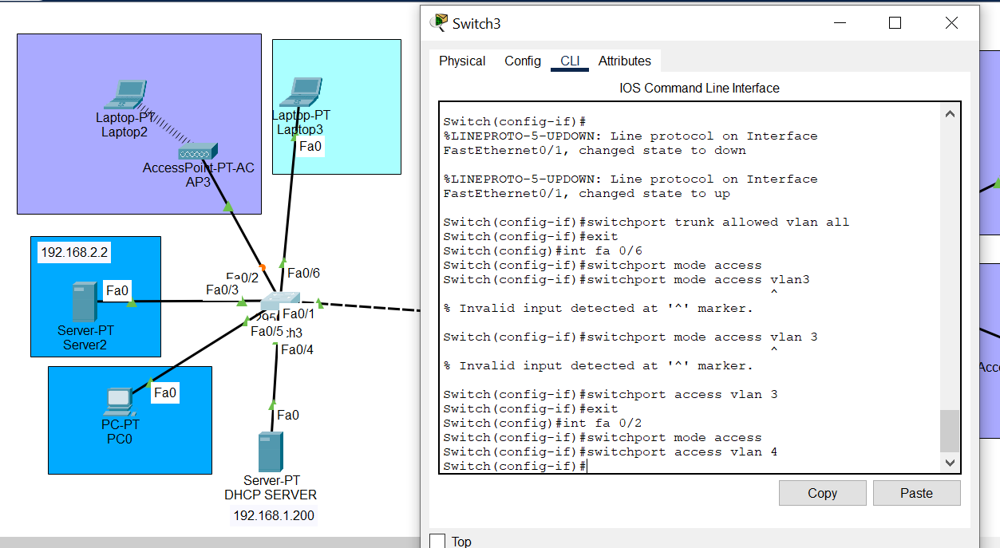 Switch3
Physical Config CLI Attributes
IOS Command Line Interface
Switch(config-if)#
%LINEPROTO-5-UPDOWN: Line protocol on Interface
FastEthernet0/1, changed state to down
%LINEPROTO-5-UPDOWN: Line protocol on Interface
FastEthernet0/1, changed state to up
Switch(config-if)#switchport trunk allowed vlan all
Switch(config-if)#exit
Switch(config)#int fa 0/6
Switch(config-if)#switchport mode access
Switch(config-if)#switchport mode access vlan3
^
% Invalid input detected at '^' marker.
Switch(config-if)#switchport mode access vlan 3
^
% Invalid input detected at '^' marker.
Switch(config-if)#switchport access vlan 3
Switch(config-if)#exit
Switch(config)#int fa 0/2
Switch(config-if)#switchport mode access
Switch(config-if)#switchport access vlan 4
Switch(config-if)#
Copy Paste
Top
Laptop-PT
Laptop2
AccessPoint-PT-AC
AP3
Laptop-PT
Laptop3
Fa0
192.168.2.2
Fa0
Server-PT
Server2
Fa0/2
Fa0/3
Fa0/6
Fa0/1
Fa0/5
Fa0/4
Fa0
PC-PT
PC0
Fa0
Server-PT
DHCP SERVER
192.168.1.200